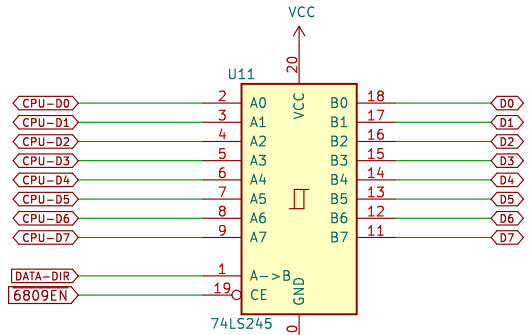 VCC
U11
20
VCC
CPU-D0 2 A0 B0 18 D0
CPU-D1 3 A1 B1 17 D1
CPU-D2 4 A2 B2 16 D2
CPU-D3 5 A3 B3 15 D3
CPU-D4 6 A4 B4 14 D4
CPU-D5 7 A5 B5 13 D5
CPU-D6 8 A6 B6 12 D6
CPU-D7 9 A7 B7 11 D7
DATA-DIR 1 A->B
6809EN 19 CE
GND
74LS245
0